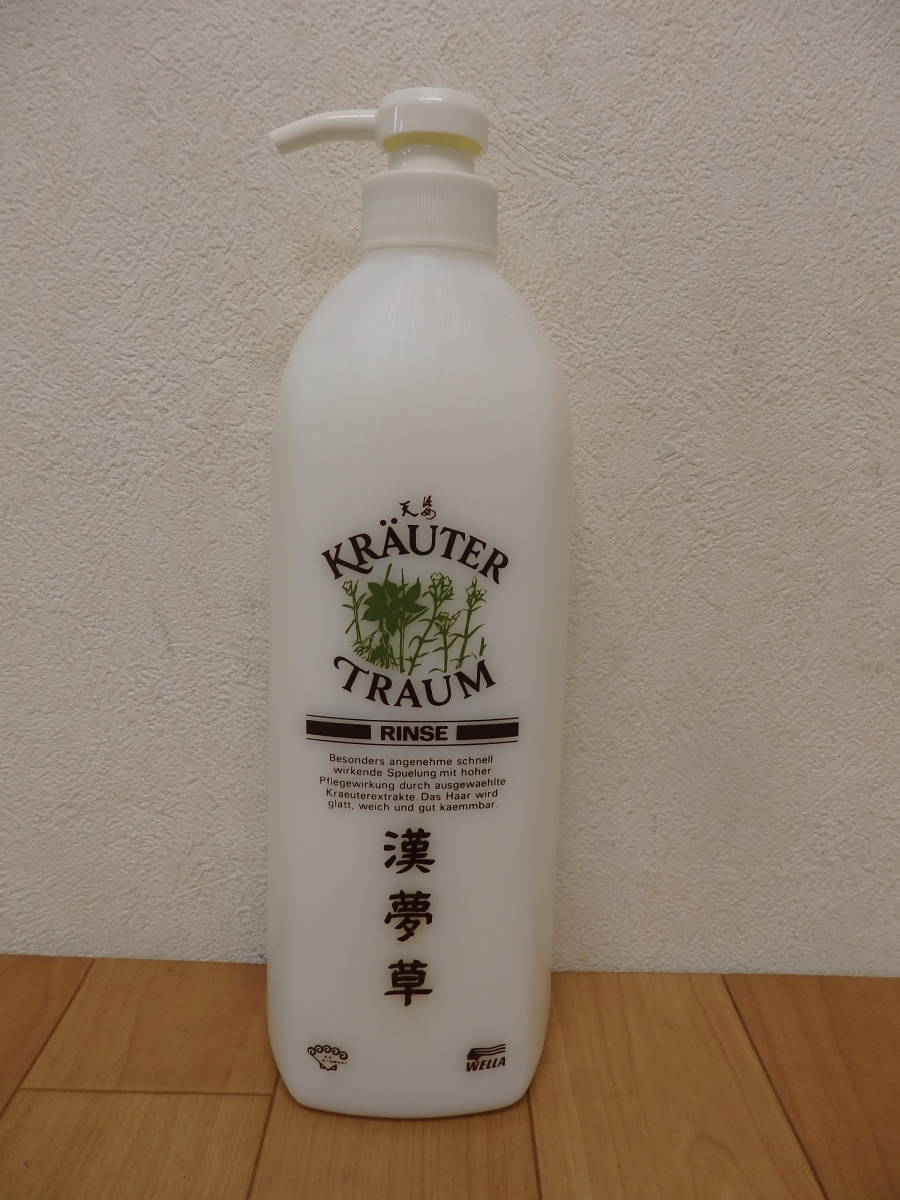 天姿
KRÄUTER
TRAUM
RINSE
Besonders angenehme schnell
wirkende Spuelung mit hoher
Pflegewirkung durch ausgewaehlte
Kraeuterextrakte. Das Haar wird
glatt, weich und gut kaemmbar.
漢
夢
草
WELLA